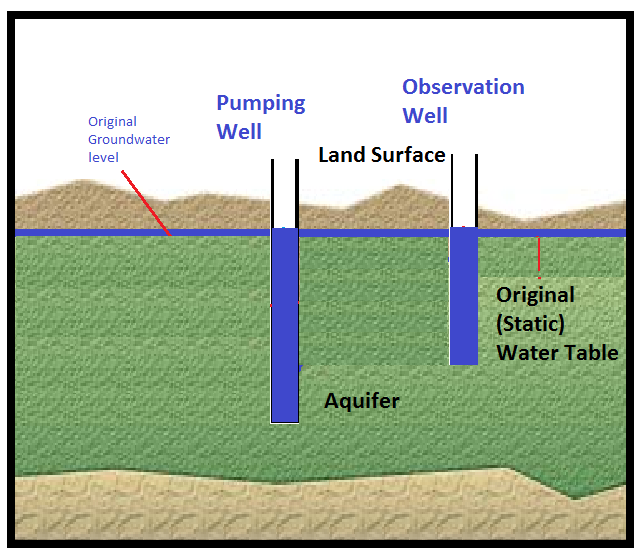 Observation
Well
Pumping
Well
Original
Groundwater
level
Land Surface
Original
(Static)
Water Table
Aquifer